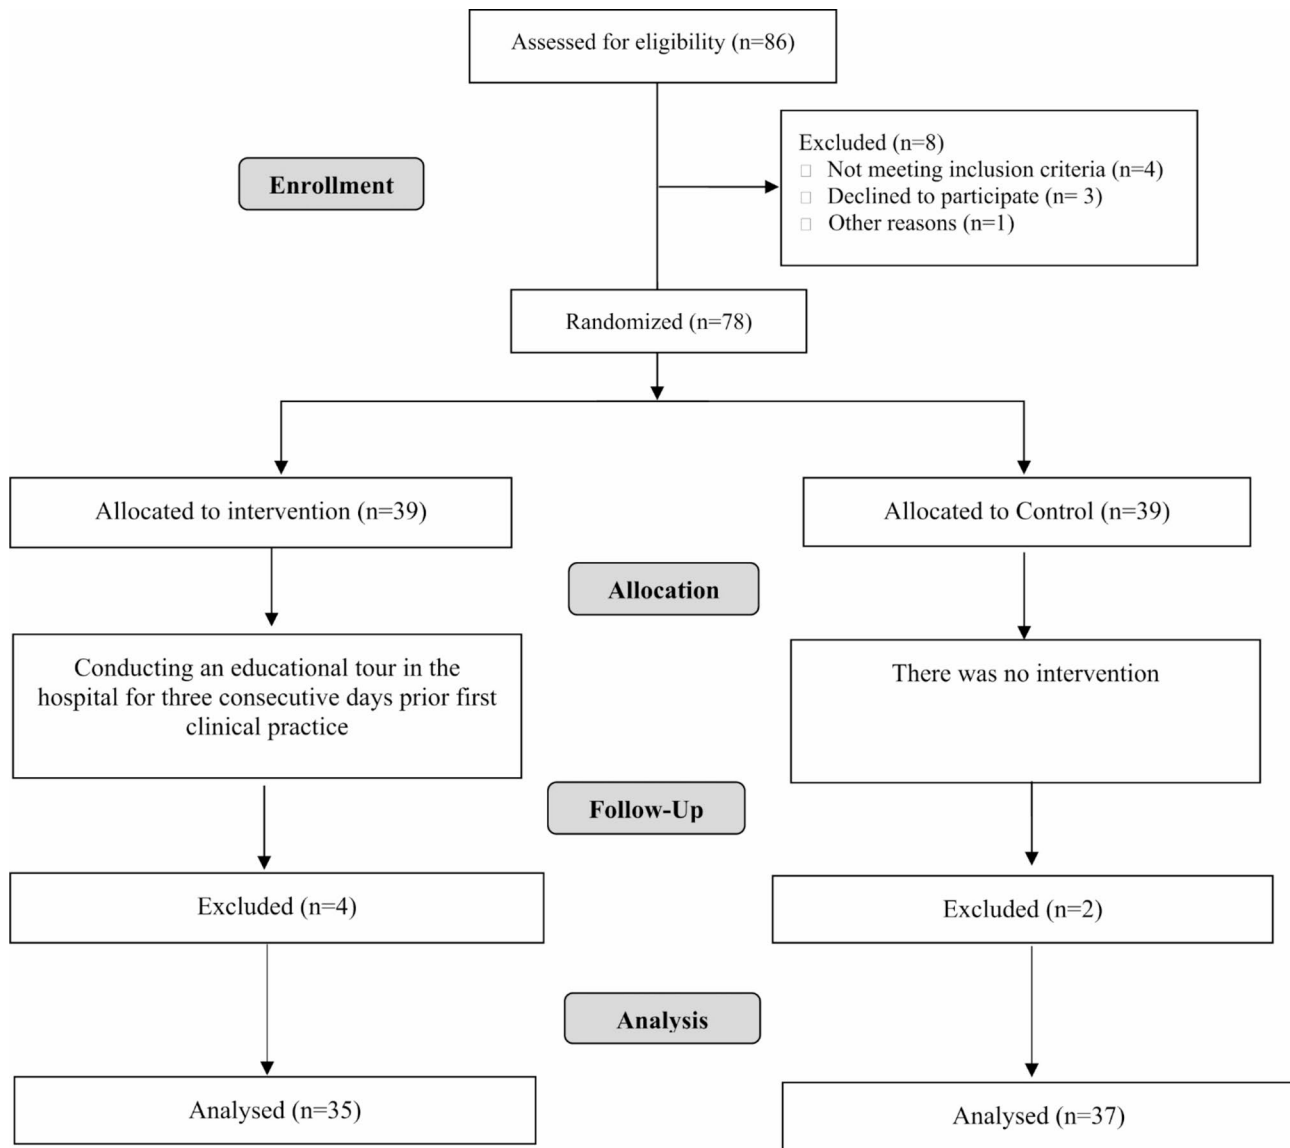 Assessed for eligibility (n=86)
Excluded (n=8)
Not meeting inclusion criteria (n=4)
Declined to participate (n= 3)
Other reasons (n=1)
Enrollment
Randomized (n=78)
Allocated to intervention (n=39)
Allocated to Control (n=39)
Allocation
Conducting an educational tour in the
hospital for three consecutive days prior first
clinical practice
There was no intervention
Follow-Up
Excluded (n=4)
Excluded (n=2)
Analysis
Analysed (n=35)
Analysed (n=37)